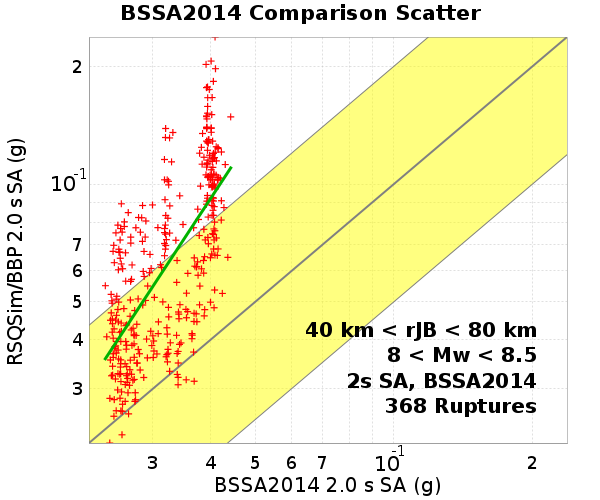 BSSA2014 Comparison Scatter
RSQSim/BBP 2.0 s SA (g)
2
10⁻¹
7
6
5
4
3
40 km < rJB < 80 km
8 < Mw < 8.5
2s SA, BSSA2014
368 Ruptures
3 4 5 6 7 10⁻¹ 2
BSSA2014 2.0 s SA (g)